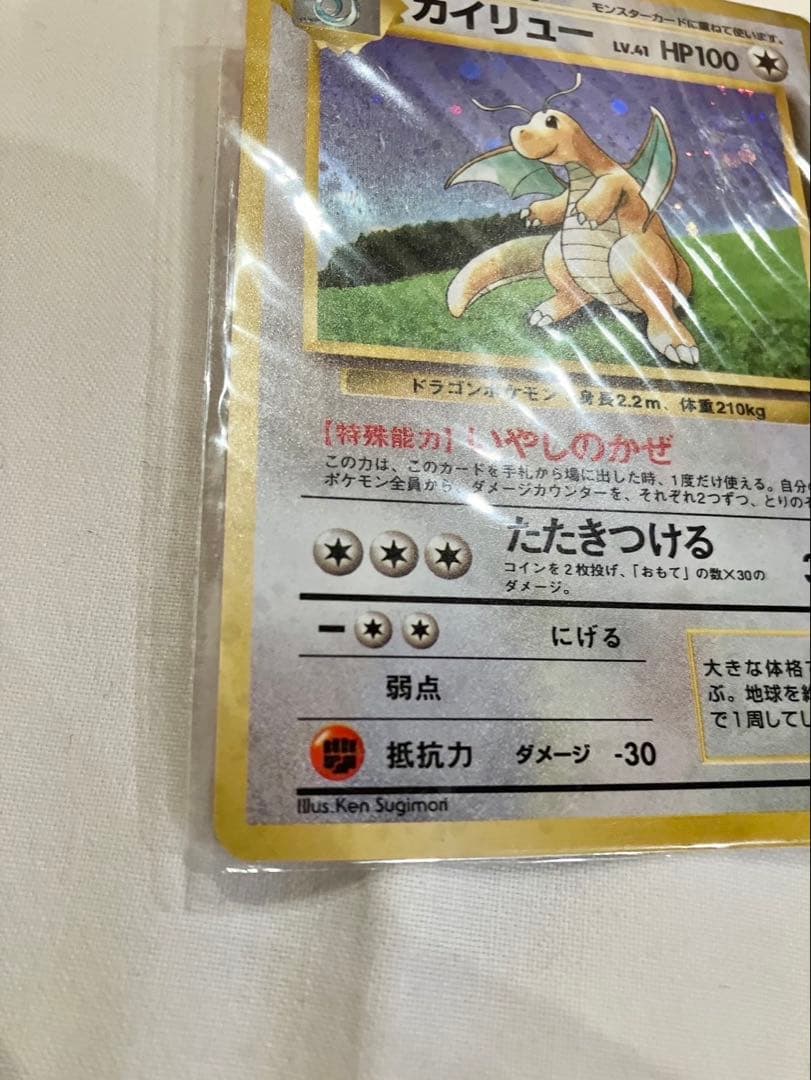 モンスターカードに重ねて使います。
カイリュー LV.41 HP100
ドラゴンポケモン 身長2.2m、体重210kg
【特殊能力】いやしのかぜ
この力は、このカードを手札から場に出した時、1度だけ使える。自分
ポケモン全員から、ダメージカウンターを、それぞれ2つずつ、とりの
たたきつける
コインを2枚投げ、「おもて」の数×30の
ダメージ。
にげる
弱点
抵抗力 ダメージ -30
大きな体格
ぶ。地球を
で1周してし
Illus.Ken Sugimori